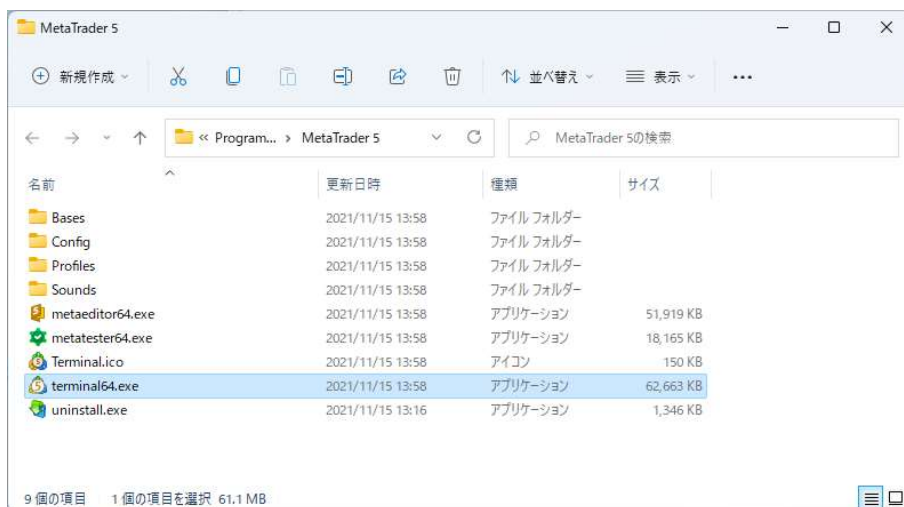 MetaTrader 5
新規作成 並べ替え 表示
« Program... › MetaTrader 5 MetaTrader 5の検索
名前 更新日時 種類 サイズ
Bases 2021/11/15 13:58 ファイル フォルダー
Config 2021/11/15 13:58 ファイル フォルダー
Profiles 2021/11/15 13:58 ファイル フォルダー
Sounds 2021/11/15 13:58 ファイル フォルダー
metaeditor64.exe 2021/11/15 13:58 アプリケーション 51,919 KB
metatester64.exe 2021/11/15 13:58 アプリケーション 18,165 KB
Terminal.ico 2021/11/15 13:58 アイコン 150 KB
terminal64.exe 2021/11/15 13:58 アプリケーション 62,663 KB
uninstall.exe 2021/11/15 13:16 アプリケーション 1,346 KB
9 個の項目 1 個の項目を選択 61.1 MB